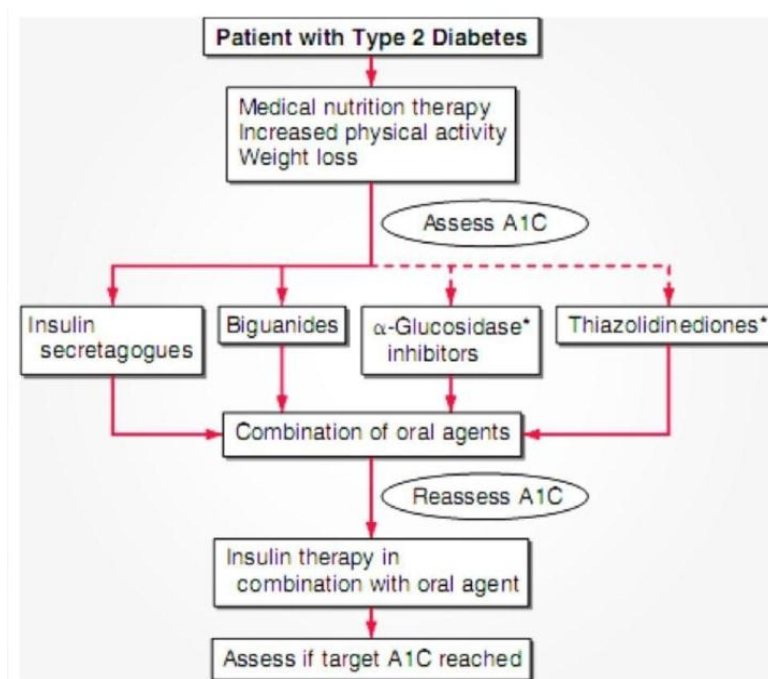 Patient with Type 2 Diabetes
Medical nutrition therapy
Increased physical activity
Weight loss
Assess A1C
Insulin
secretagogues
Biguanides
α-Glucosidase*
inhibitors
Thiazolidinediones*
Combination of oral agents
Reassess A1C
Insulin therapy in
combination with oral agent
Assess if target A1C reached